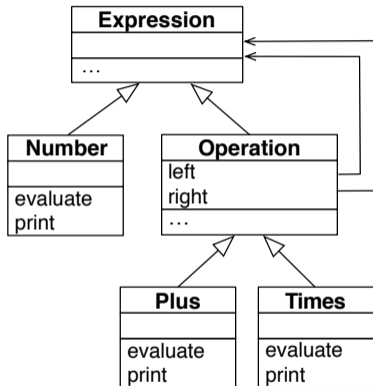 Expression
...
Number
evaluate
print
Operation
left
right
...
Plus
evaluate
print
Times
evaluate
print